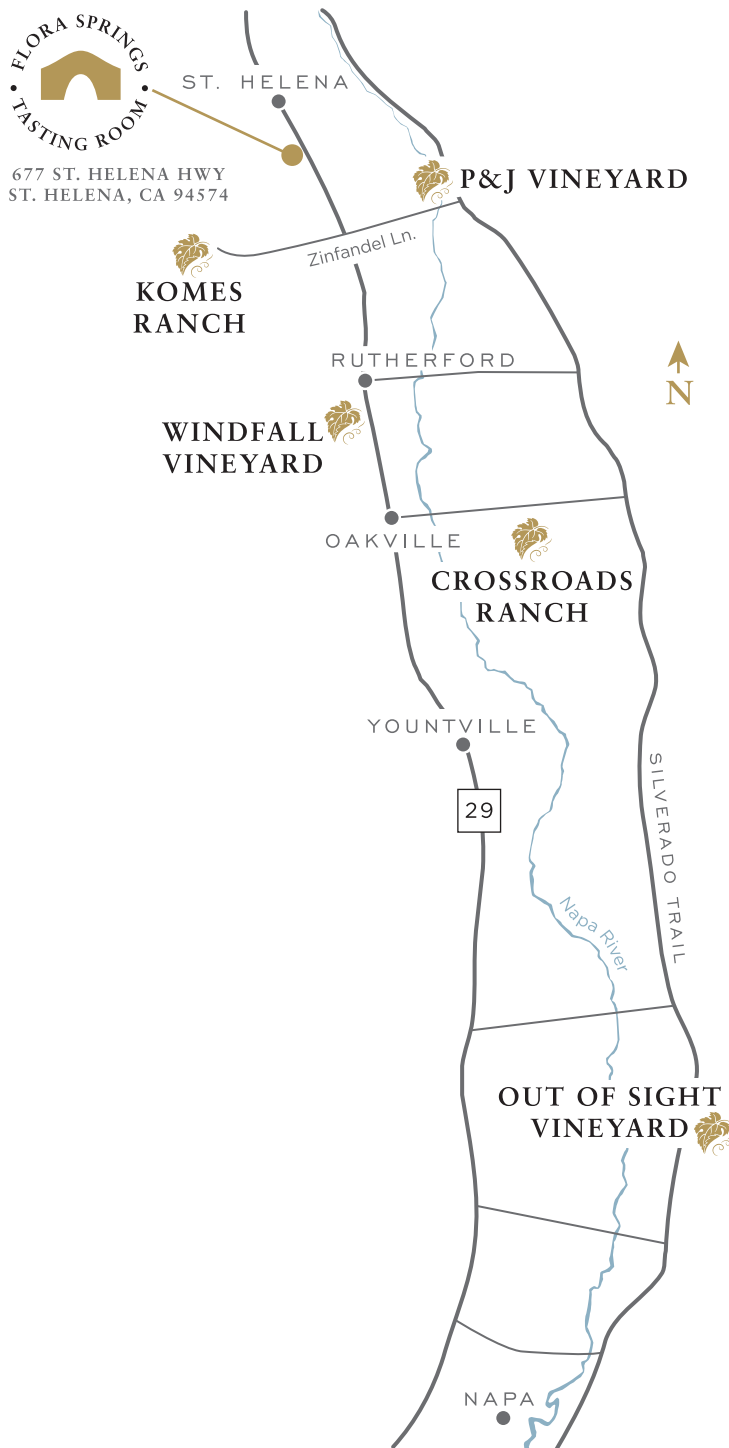 FLORA SPRINGS
TASTING ROOM
677 ST. HELENA HWY
ST. HELENA, CA 94574
ST. HELENA
P&J VINEYARD
Zinfandel Ln.
KOMES
RANCH
RUTHERFORD
N
WINDFALL
VINEYARD
OAKVILLE
CROSSROADS
RANCH
YOUNTVILLE
29
SILVERADO TRAIL
Napa River
OUT OF SIGHT
VINEYARD
NAPA